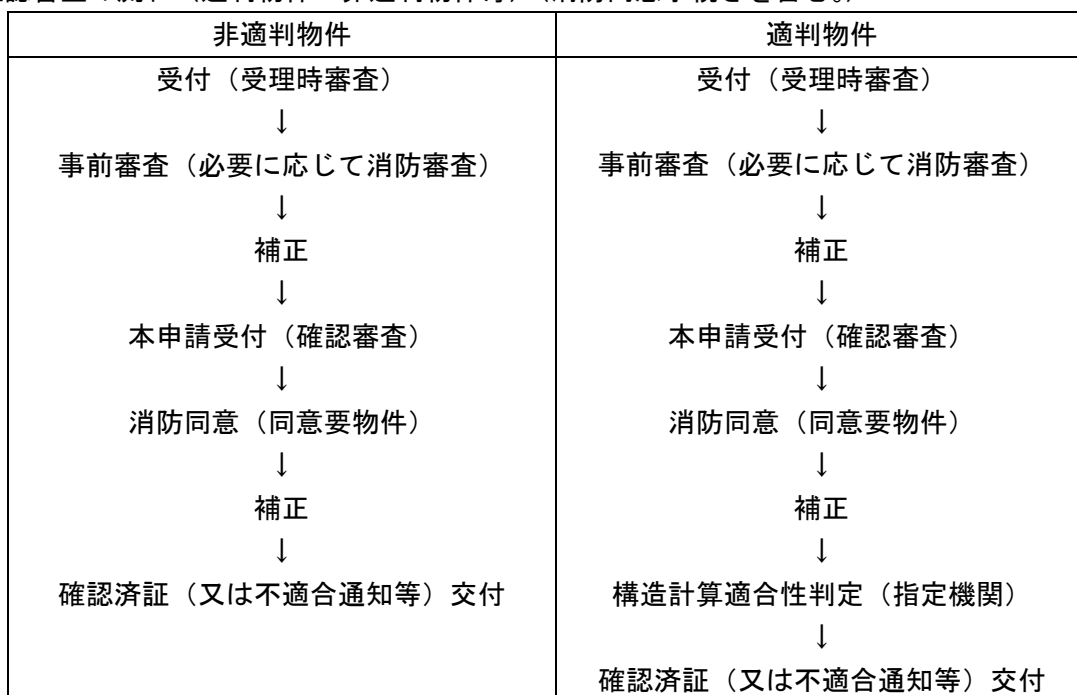 非適判物件
受付（受理時審査）
↓
事前審査（必要に応じて消防審査）
↓
補正
↓
本申請受付（確認審査）
↓
消防同意（同意要物件）
↓
補正
↓
確認済証（又は不適合通知等）交付
適判物件
受付（受理時審査）
↓
事前審査（必要に応じて消防審査）
↓
補正
↓
本申請受付（確認審査）
↓
消防同意（同意要物件）
↓
補正
↓
構造計算適合性判定（指定機関）
↓
確認済証（又は不適合通知等）交付